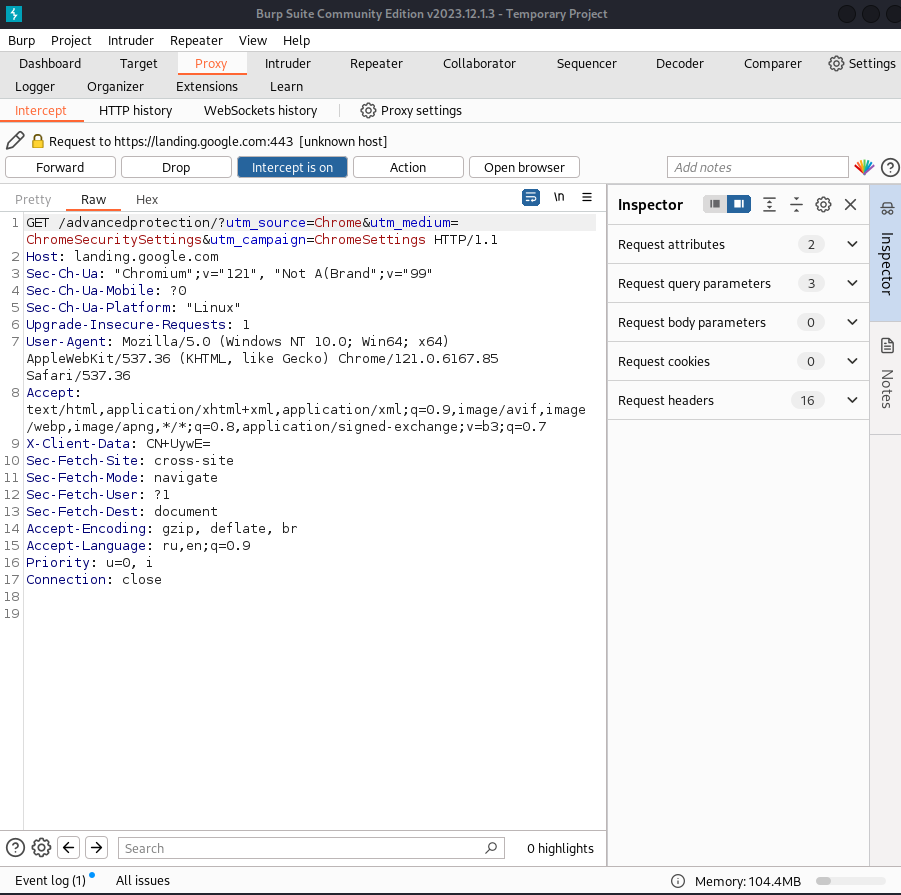 Burp Suite Community Edition v2023.12.1.3 - Temporary Project
Burp Project Intruder Repeater View Help
Dashboard Target Proxy Intruder Repeater Collaborator Sequencer Decoder Comparer Settings
Logger Organizer Extensions Learn
Intercept HTTP history WebSockets history Proxy settings
Request to https://landing.google.com:443 [unknown host]
Forward Drop Intercept is on Action Open browser Add notes
Pretty Raw Hex \n
1 GET /advancedprotection/?utm_source=Chrome&utm_medium=
ChromeSecuritySettings&utm_campaign=ChromeSettings HTTP/1.1
2 Host: landing.google.com
3 Sec-Ch-Ua: "Chromium";v="121", "Not A(Brand";v="99"
4 Sec-Ch-Ua-Mobile: ?0
5 Sec-Ch-Ua-Platform: "Linux"
6 Upgrade-Insecure-Requests: 1
7 User-Agent: Mozilla/5.0 (Windows NT 10.0; Win64; x64)
AppleWebKit/537.36 (KHTML, like Gecko) Chrome/121.0.6167.85
Safari/537.36
8 Accept:
text/html,application/xhtml+xml,application/xml;q=0.9,image/avif,image
/webp,image/apng,*/*;q=0.8,application/signed-exchange;v=b3;q=0.7
9 X-Client-Data: CN+UywE=
10 Sec-Fetch-Site: cross-site
11 Sec-Fetch-Mode: navigate
12 Sec-Fetch-User: ?1
13 Sec-Fetch-Dest: document
14 Accept-Encoding: gzip, deflate, br
15 Accept-Language: ru,en;q=0.9
16 Priority: u=0, i
17 Connection: close
18
19
Inspector
Request attributes 2
Request query parameters 3
Request body parameters 0
Request cookies 0
Request headers 16
Inspector
Notes
Search 0 highlights
Event log (1) All issues Memory: 104.4MB